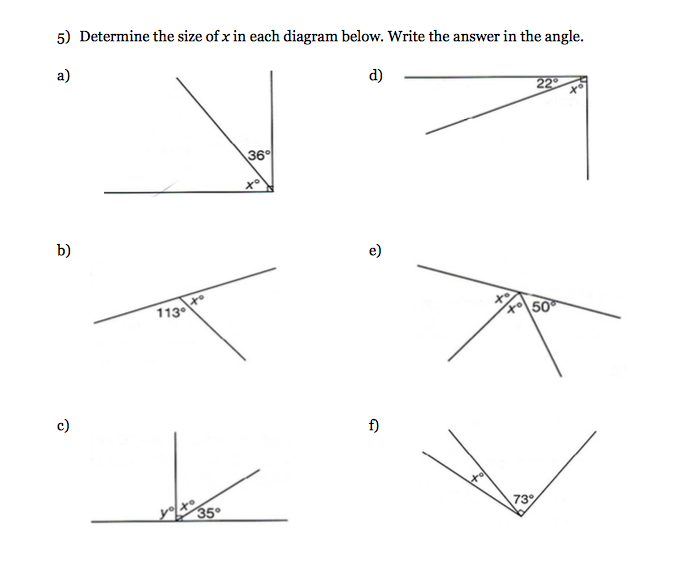 5) Determine the size of x in each diagram below. Write the answer in the angle.
a)
36°
x°
d)
22°
x°
b)
113°
x°
e)
x°
x°
50°
c)
y°
x°
35°
f)
x°
73°